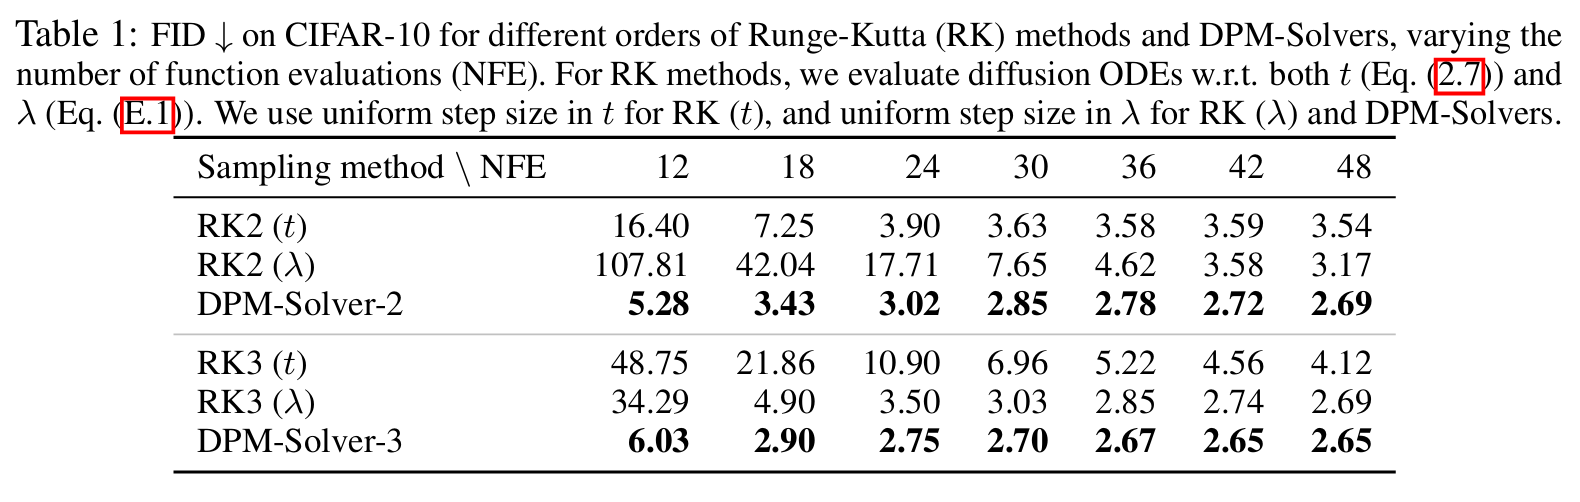 Table 1: FID ↓ on CIFAR-10 for different orders of Runge-Kutta (RK) methods and DPM-Solvers, varying the
number of function evaluations (NFE). For RK methods, we evaluate diffusion ODEs w.r.t. both t (Eq. (2.7)) and
λ (Eq. (E.1)). We use uniform step size in t for RK (t), and uniform step size in λ for RK (λ) and DPM-Solvers.
Sampling method \ NFE 12 18 24 30 36 42 48
RK2 (t) 16.40 7.25 3.90 3.63 3.58 3.59 3.54
RK2 (λ) 107.81 42.04 17.71 7.65 4.62 3.58 3.17
DPM-Solver-2 5.28 3.43 3.02 2.85 2.78 2.72 2.69
RK3 (t) 48.75 21.86 10.90 6.96 5.22 4.56 4.12
RK3 (λ) 34.29 4.90 3.50 3.03 2.85 2.74 2.69
DPM-Solver-3 6.03 2.90 2.75 2.70 2.67 2.65 2.65